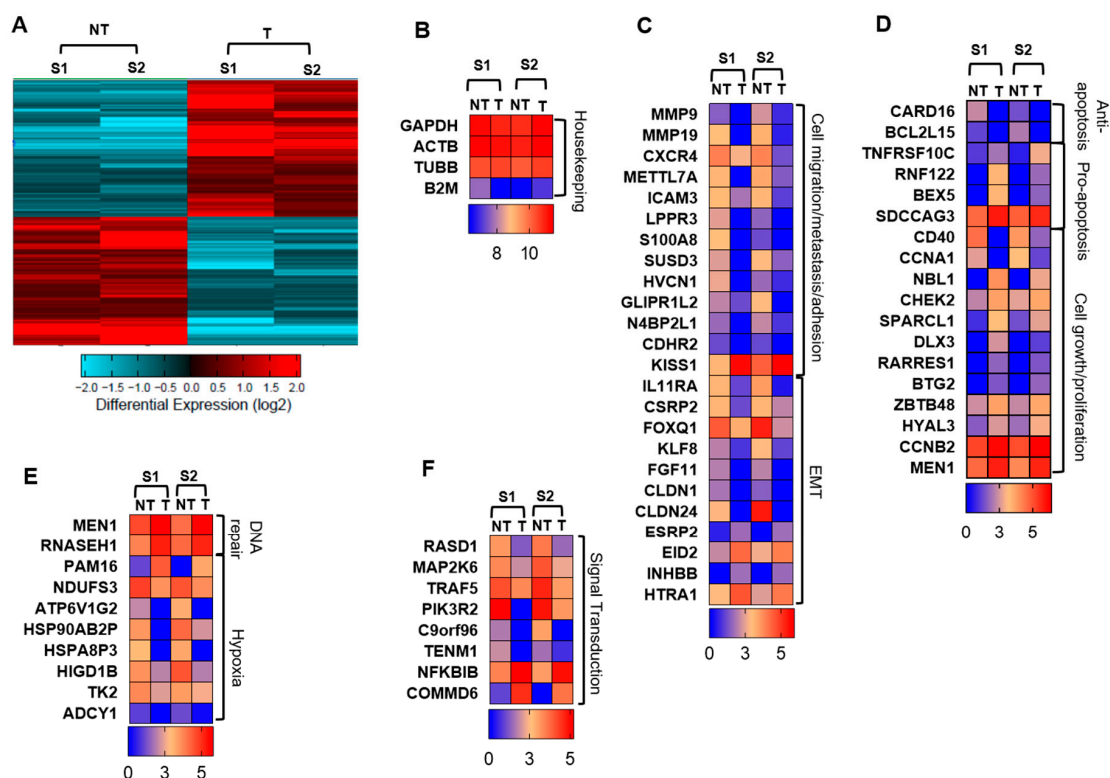 A
NT T
S1 S2 S1 S2
−2.0 −1.5 −1.0 −0.5 0.0 0.5 1.0 1.5 2.0
Differential Expression (log2)
B
S1 S2
NT T NT T
GAPDH
ACTB
TUBB
B2M
Housekeeping
8 10
C
S1 S2
NT T NT T
MMP9
MMP19
CXCR4
METTL7A
ICAM3
LPPR3
S100A8
SUSD3
HVCN1
GLIPR1L2
N4BP2L1
CDHR2
KISS1
IL11RA
CSRP2
FOXQ1
KLF8
FGF11
CLDN1
CLDN24
ESRP2
EID2
INHBB
HTRA1
Cell migration/metastasis/adhesion
EMT
0 3 5
D
S1 S2
NT T NT T
CARD16
BCL2L15
TNFRSF10C
RNF122
BEX5
SDCCAG3
CD40
CCNA1
NBL1
CHEK2
SPARCL1
DLX3
RARRES1
BTG2
ZBTB48
HYAL3
CCNB2
MEN1
Anti-
apoptosis
Pro-apoptosis
Cell growth/proliferation
0 3 5
E
S1 S2
NT T NT T
MEN1
RNASEH1
PAM16
NDUFS3
ATP6V1G2
HSP90AB2P
HSPA8P3
HIGD1B
TK2
ADCY1
DNA
repair
Hypoxia
0 3 5
F
S1 S2
NT T NT T
RASD1
MAP2K6
TRAF5
PIK3R2
C9orf96
TENM1
NFKBIB
COMMD6
Signal Transduction
0 3 5